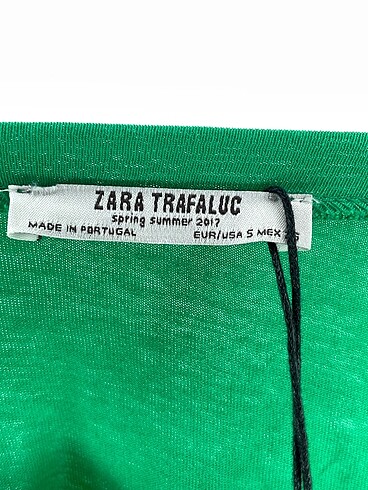 ZARA TRAFALUC
spring summer 2017
MADE IN PORTUGAL EUR/USA S MEX